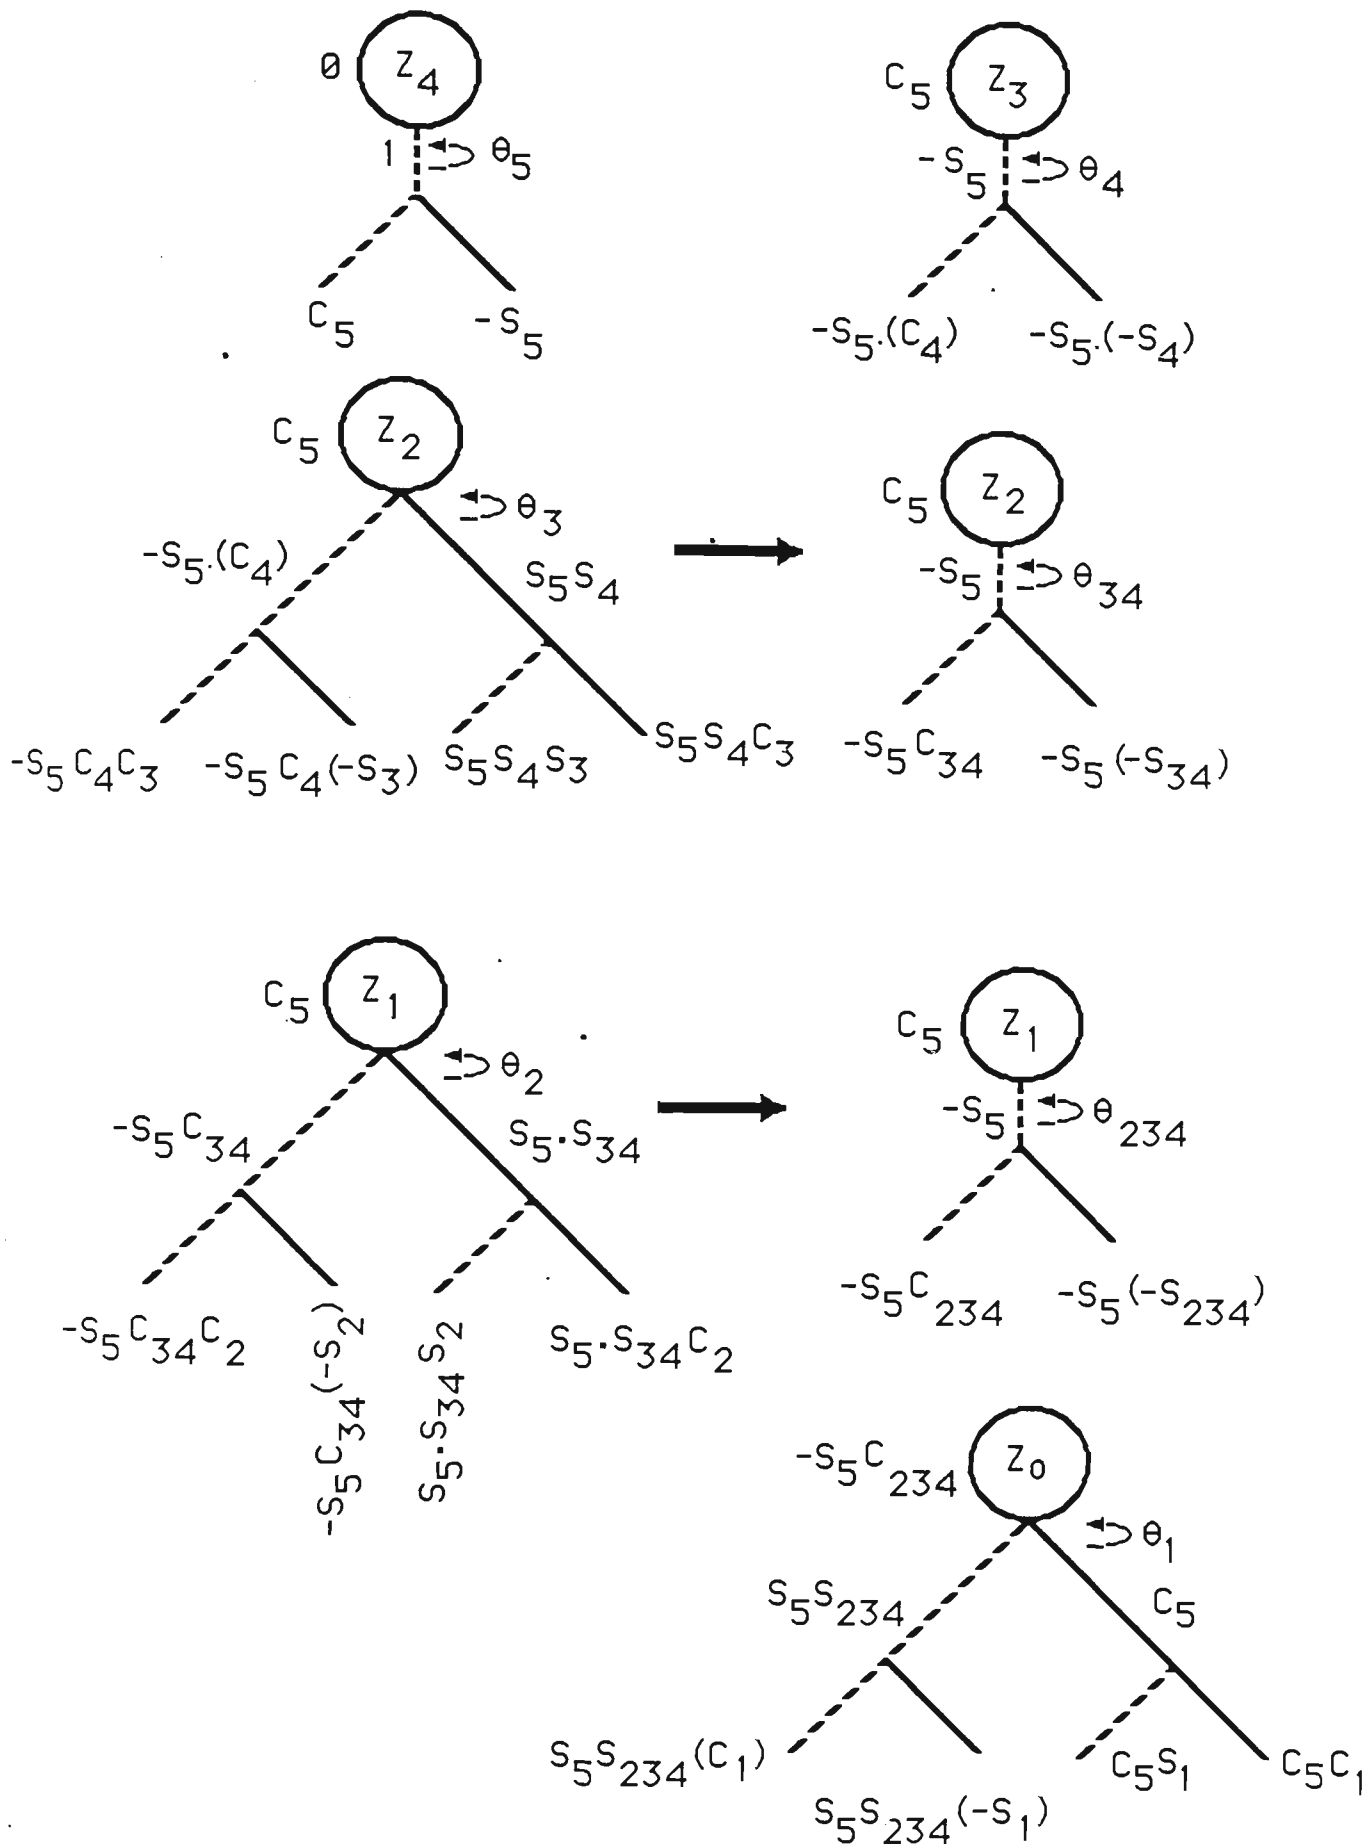 0 Z4
1 θ5
C5 -S5
C5 Z3
-S5 θ4
-S5.(C4) -S5.(-S4)
C5 Z2
θ3
-S5.(C4) S5S4
-S5C4C3 -S5C4(-S3) S5S4S3 S5S4C3
C5 Z2
-S5 θ34
-S5C34 -S5(-S34)
C5 Z1
θ2
-S5C34 S5.S34
-S5C34C2 -S5C34(-S2) S5.S34S2 S5.S34C2
C5 Z1
-S5 θ234
-S5C234 -S5(-S234)
-S5C234 Z0
θ1
S5S234 C5
S5S234(C1) S5S234(-S1) C5S1 C5C1